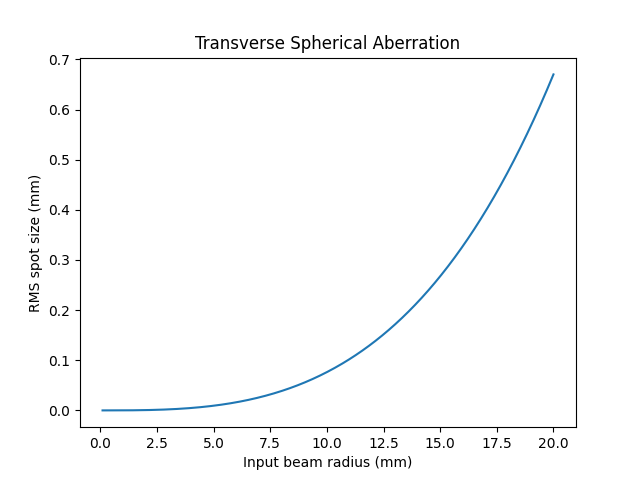 Transverse Spherical Aberration
0.7
0.6
0.5
0.4
0.3
0.2
0.1
0.0
RMS spot size (mm)
0.0 2.5 5.0 7.5 10.0 12.5 15.0 17.5 20.0
Input beam radius (mm)